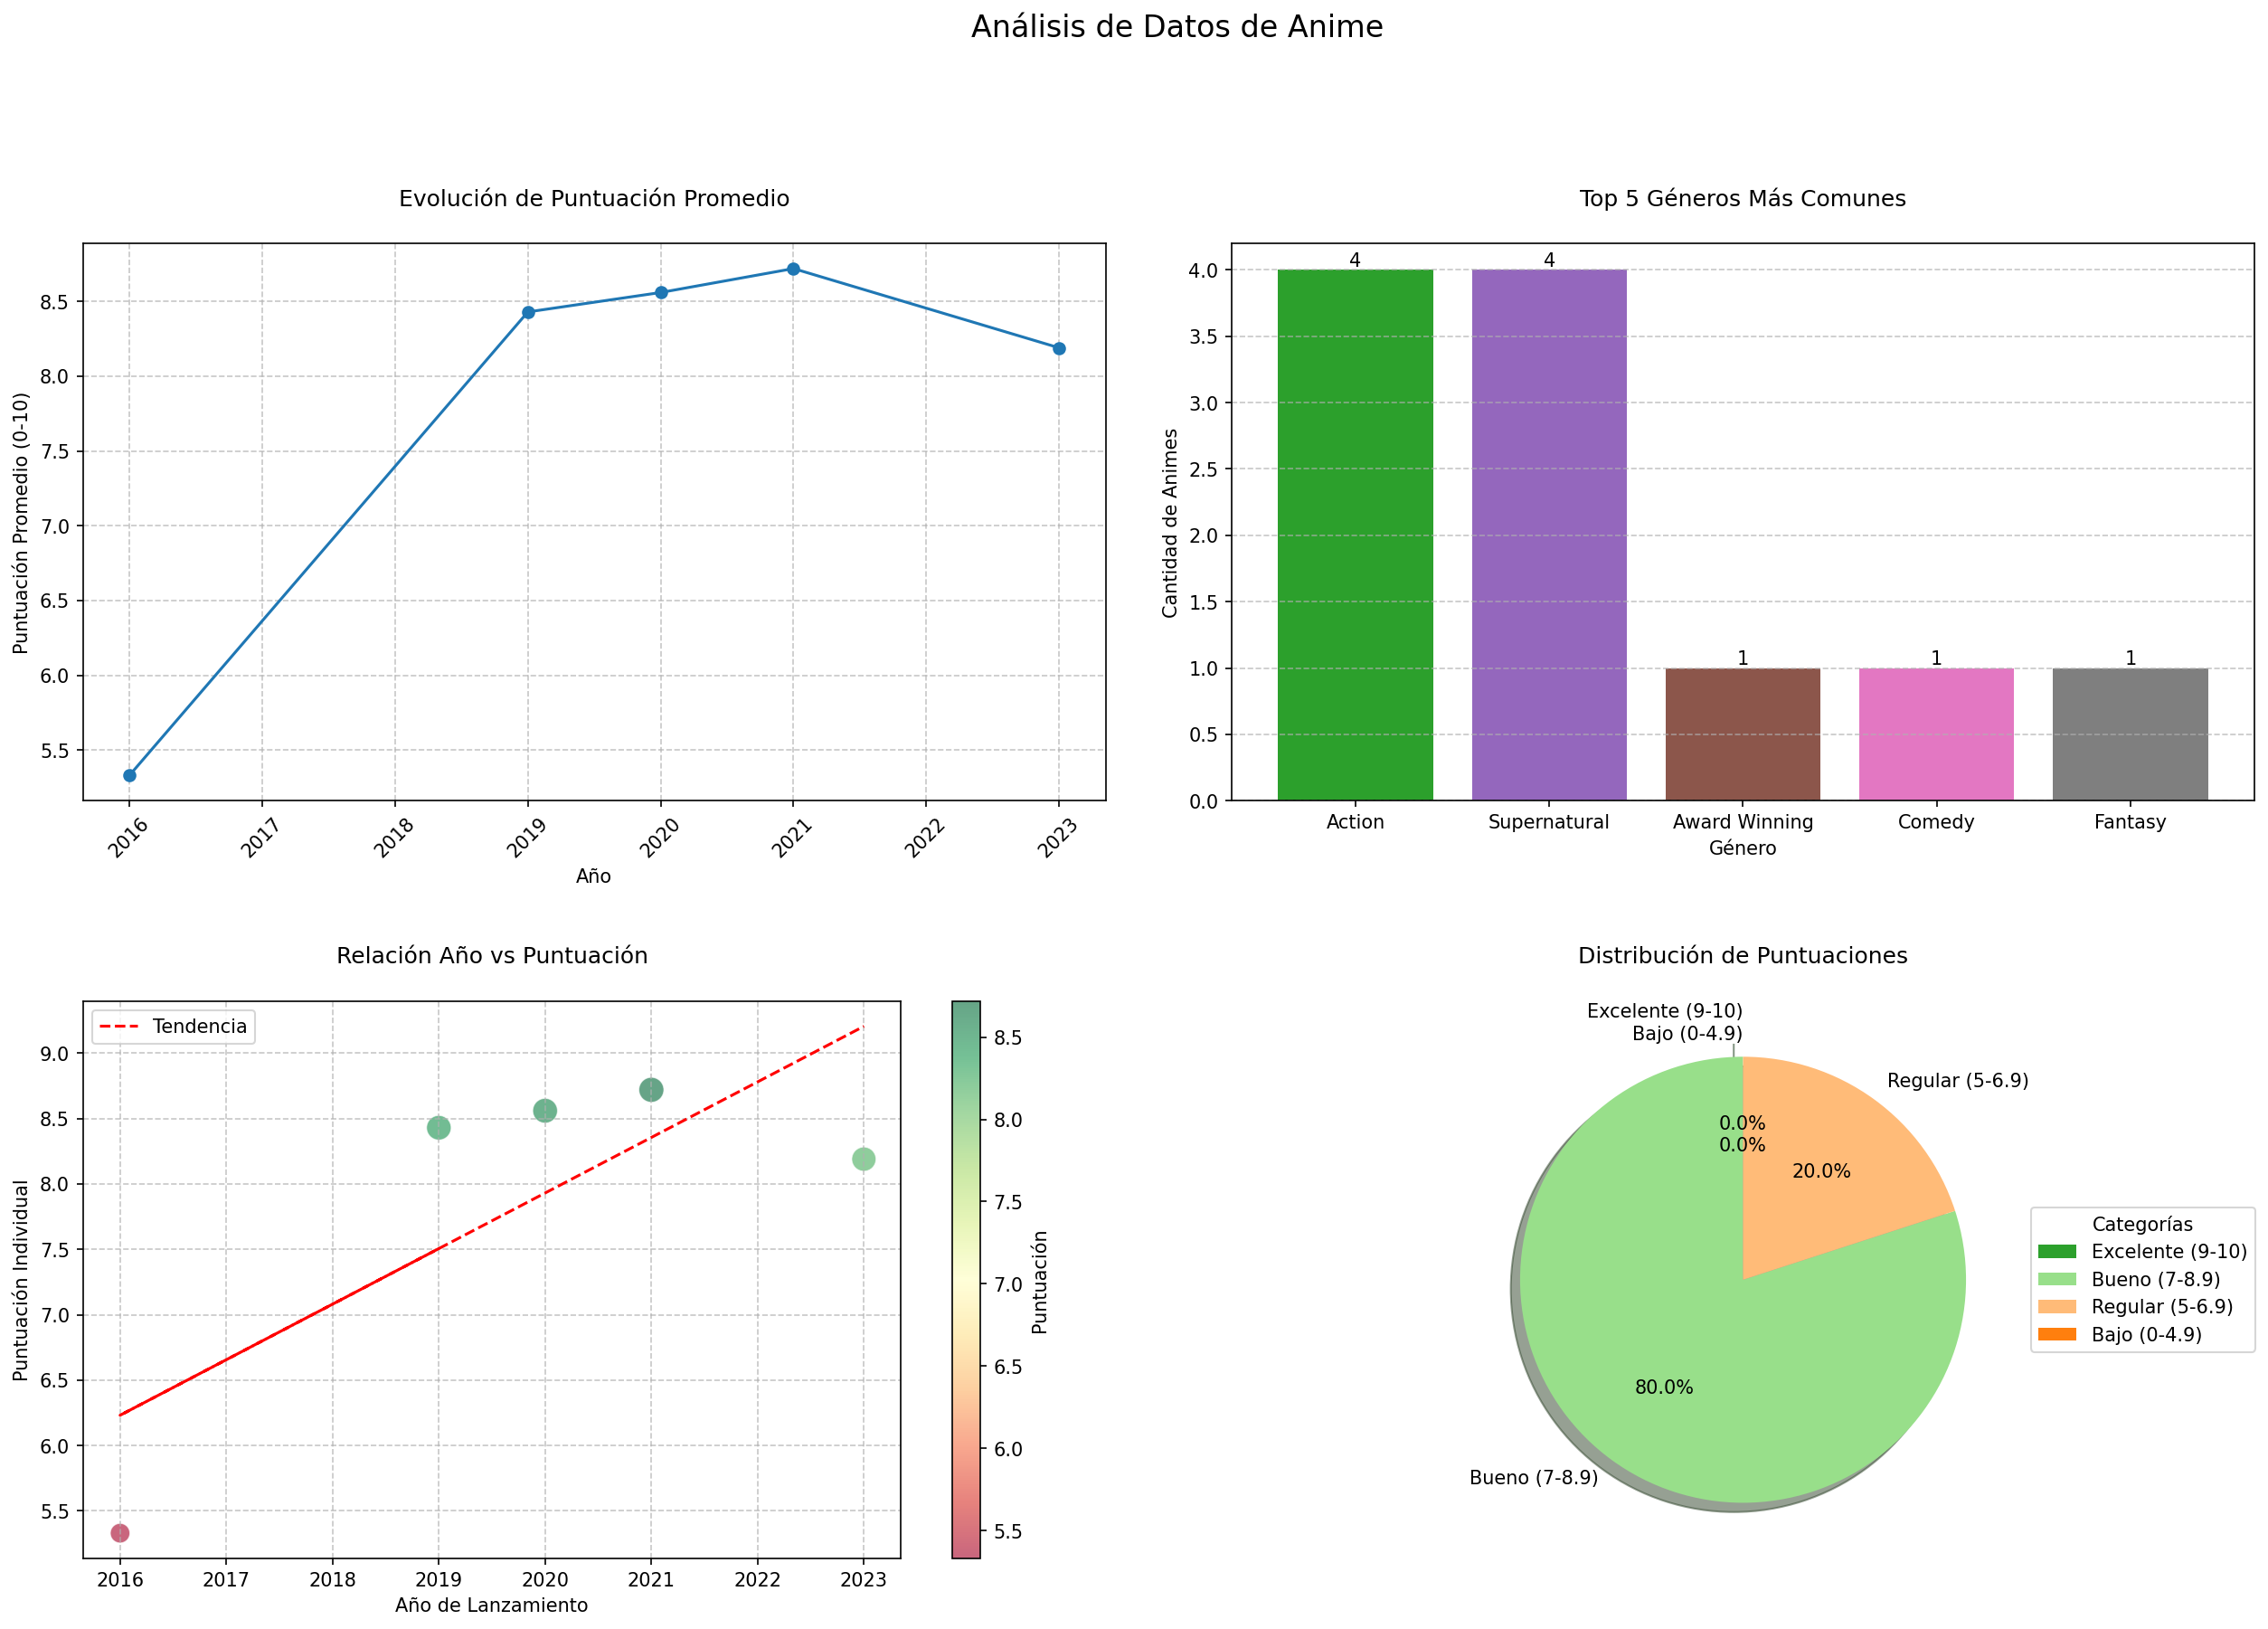 Análisis de Datos de Anime
Evolución de Puntuación Promedio
Puntuación Promedio (0-10)
8.5
8.0
7.5
7.0
6.5
6.0
5.5
2016
2017
2018
2019
2020
2021
2022
2023
Año
Top 5 Géneros Más Comunes
Cantidad de Animes
4.0
3.5
3.0
2.5
2.0
1.5
1.0
0.5
0.0
4
4
1
1
1
Action
Supernatural
Award Winning
Comedy
Fantasy
Género
Relación Año vs Puntuación
Tendencia
Puntuación Individual
9.0
8.5
8.0
7.5
7.0
6.5
6.0
5.5
2016
2017
2018
2019
2020
2021
2022
2023
Año de Lanzamiento
8.5
8.0
7.5
7.0
6.5
6.0
5.5
Puntuación
Distribución de Puntuaciones
Excelente (9-10)
Bajo (0-4.9)
Regular (5-6.9)
0.0%
0.0%
20.0%
80.0%
Bueno (7-8.9)
Categorías
Excelente (9-10)
Bueno (7-8.9)
Regular (5-6.9)
Bajo (0-4.9)